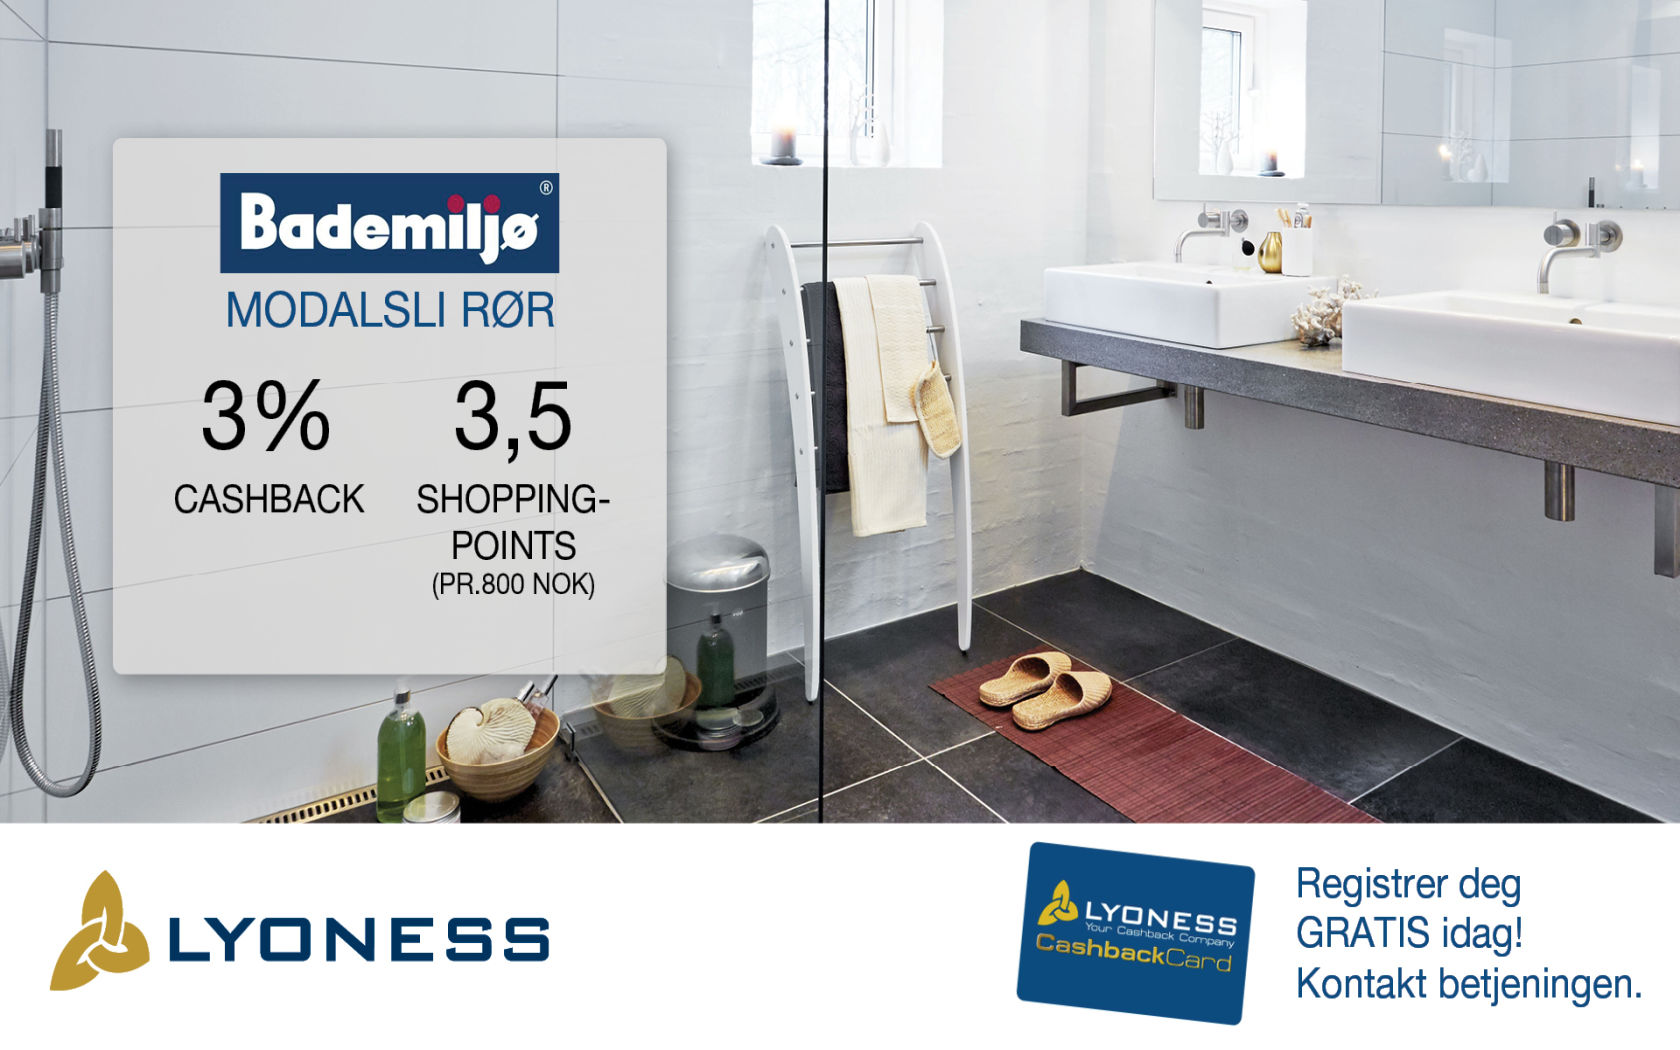 Bademiljø®
MODALSLI RØR
3%
CASHBACK
3,5
SHOPPING-
POINTS
(PR.800 NOK)
LYONESS
LYONESS
Your Cashback Company
CashbackCard
Registrer deg
GRATIS idag!
Kontakt betjeningen.